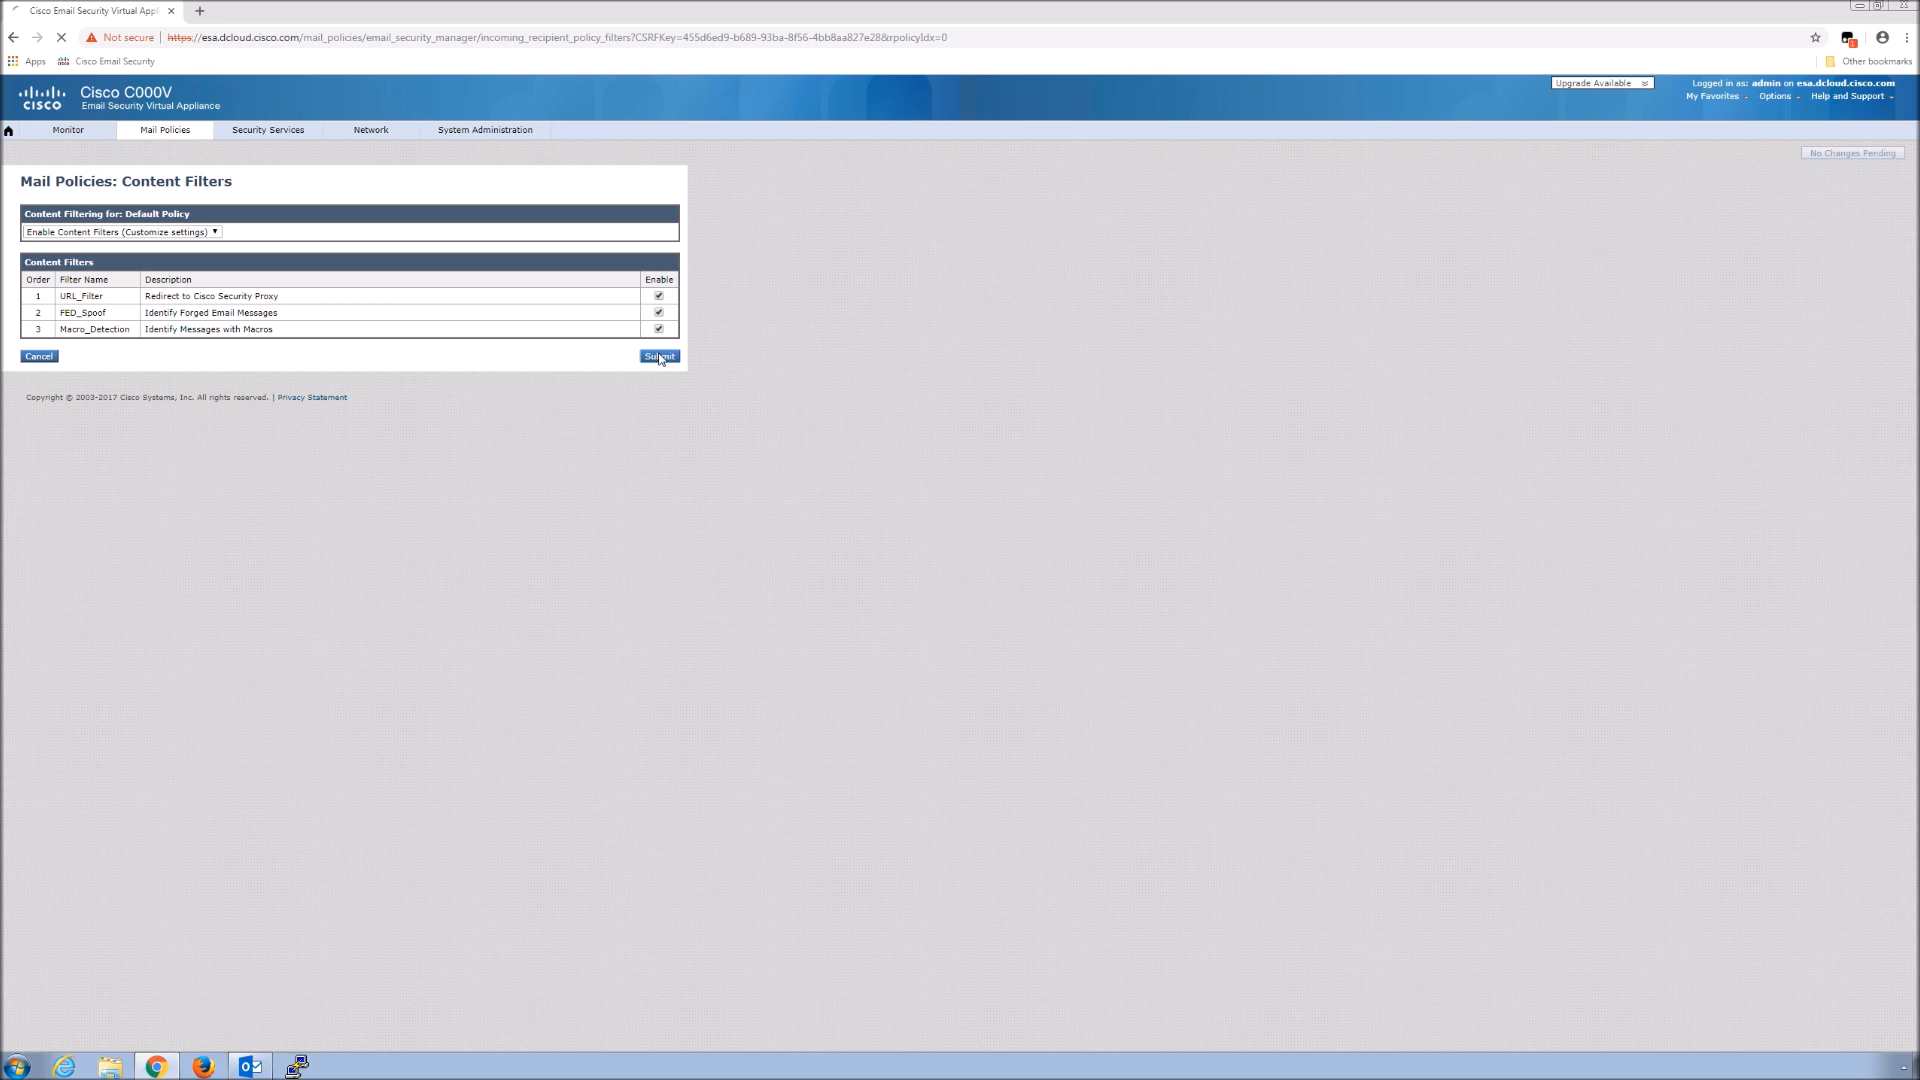 Cisco Email Security Virtual Appl
Not secure | https://esa.dcloud.cisco.com/mail_policies/email_security_manager/incoming_recipient_policy_filters?CSRFKey=455d6ed9-b689-93ba-8f56-4bb8aa827e28&rpolicyIdx=0
1
Apps Cisco Email Security Other bookmarks
CISCO
Cisco C000V
Email Security Virtual Appliance
Upgrade Available
Logged in as: admin on esa.dcloud.cisco.com
My Favorites Options Help and Support
Monitor Mail Policies Security Services Network System Administration
No Changes Pending
Mail Policies: Content Filters
Content Filtering for: Default Policy
Enable Content Filters (Customize settings)
Content Filters
Order Filter Name Description Enable
1 URL_Filter Redirect to Cisco Security Proxy
2 FED_Spoof Identify Forged Email Messages
3 Macro_Detection Identify Messages with Macros
Cancel Submit
Copyright © 2003-2017 Cisco Systems, Inc. All rights reserved. | Privacy Statement